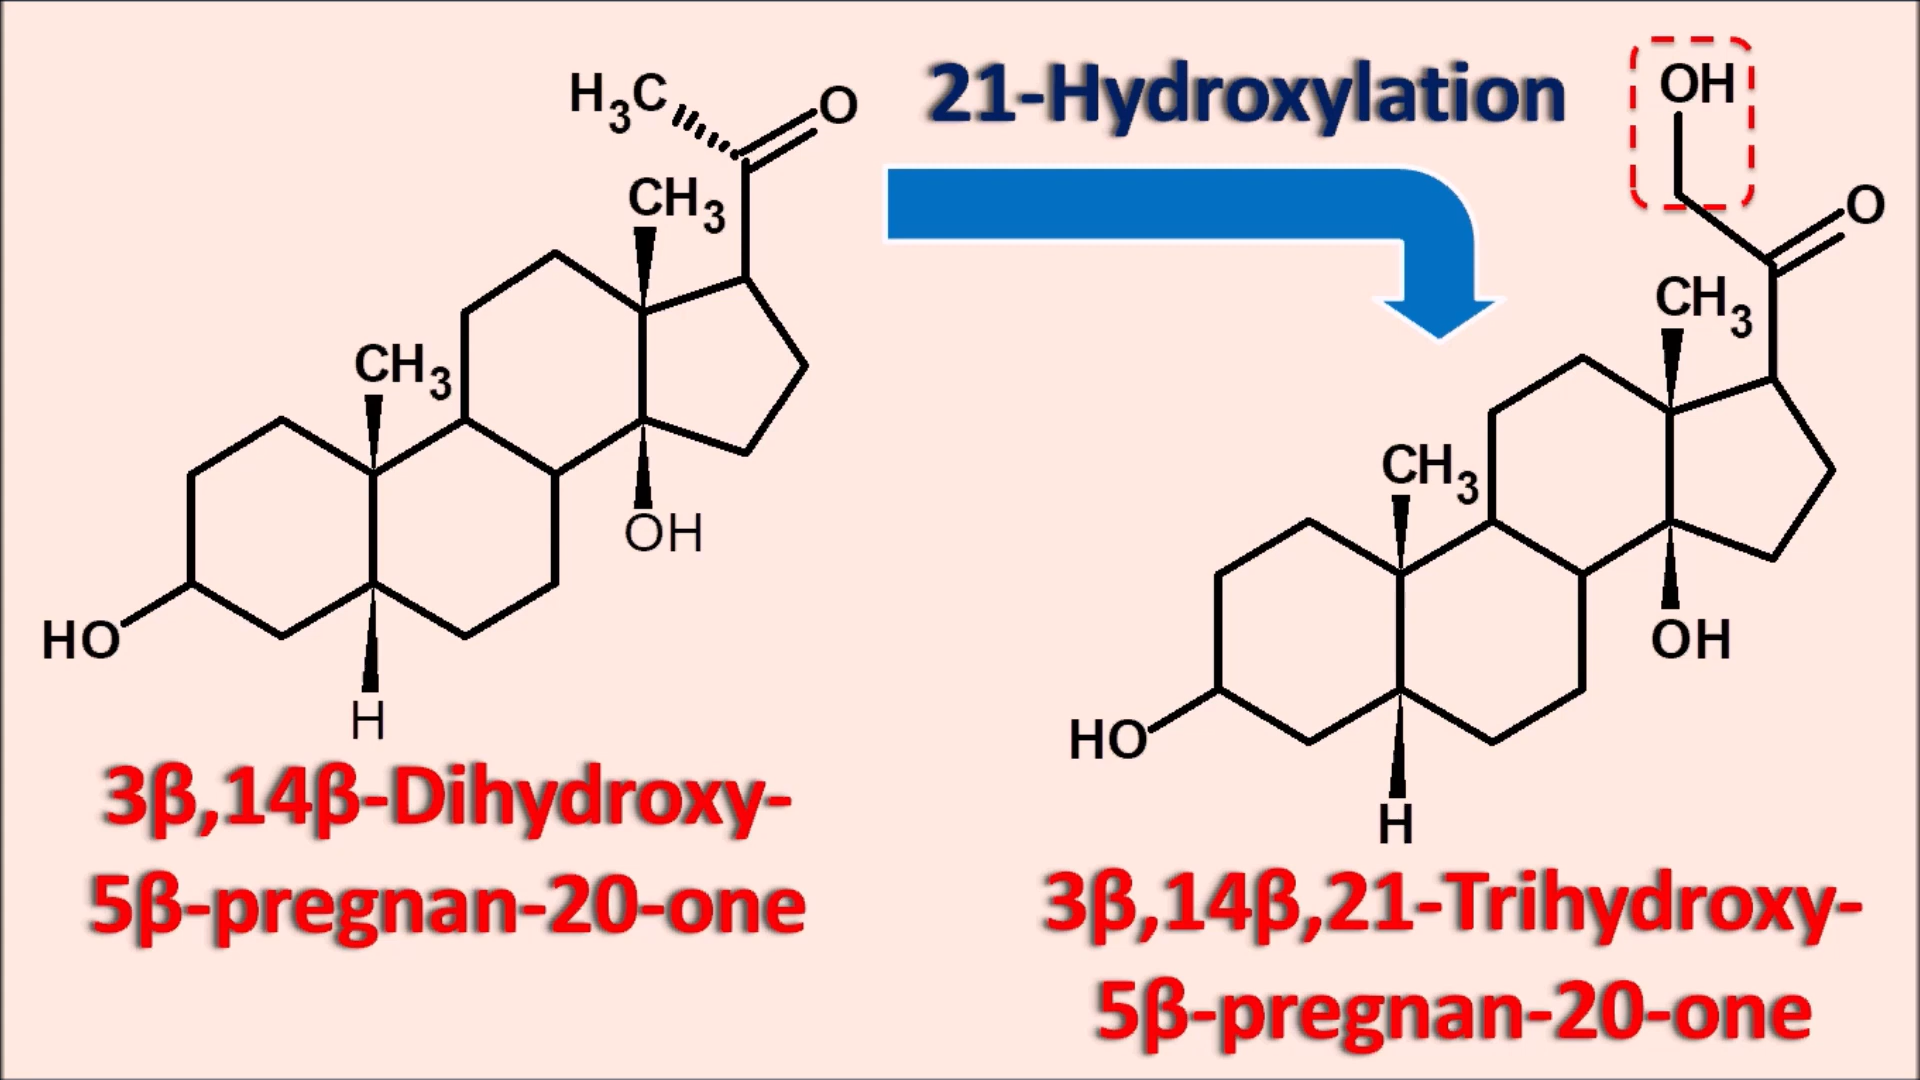 21-Hydroxylation
H3C
O
CH3
CH3
OH
HO
H
3β,14β-Dihydroxy-
5β-pregnan-20-one
OH
O
CH3
CH3
OH
HO
H
3β,14β,21-Trihydroxy-
5β-pregnan-20-one